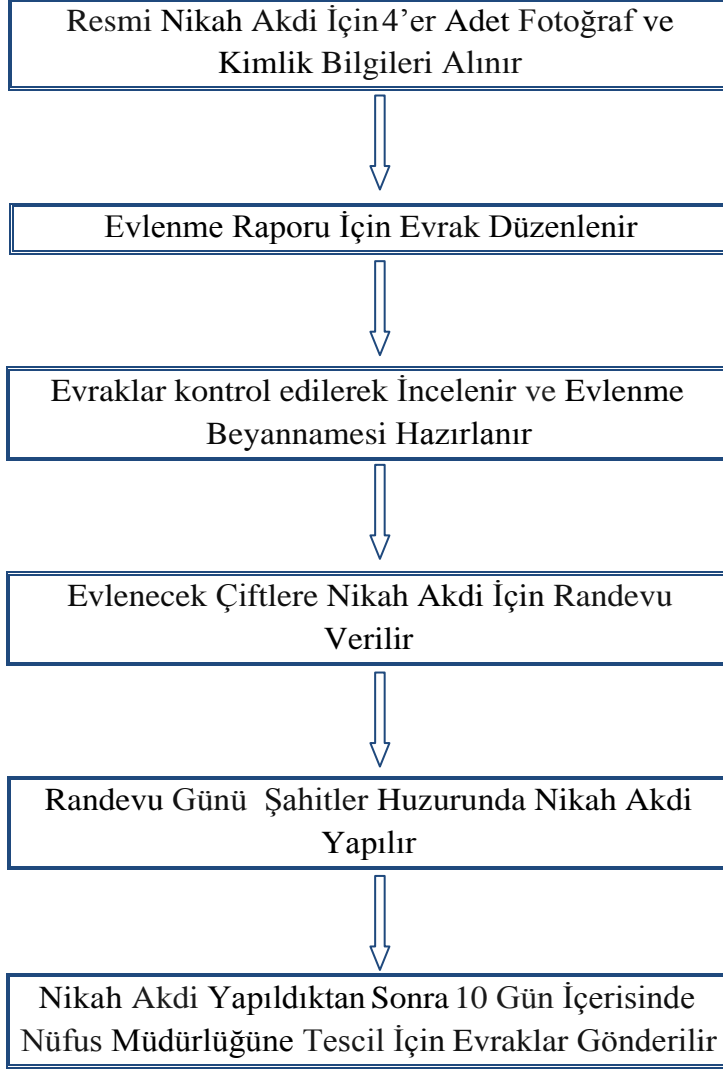 Resmi Nikah Akdi İçin 4’er Adet Fotoğraf ve
Kimlik Bilgileri Alınır
Evlenme Raporu İçin Evrak Düzenlenir
Evraklar kontrol edilerek İncelenir ve Evlenme
Beyannamesi Hazırlanır
Evlenecek Çiftlere Nikah Akdi İçin Randevu
Verilir
Randevu Günü Şahitler Huzurunda Nikah Akdi
Yapılır
Nikah Akdi Yapıldıktan Sonra 10 Gün İçerisinde
Nüfus Müdürlüğüne Tescil İçin Evraklar Gönderilir